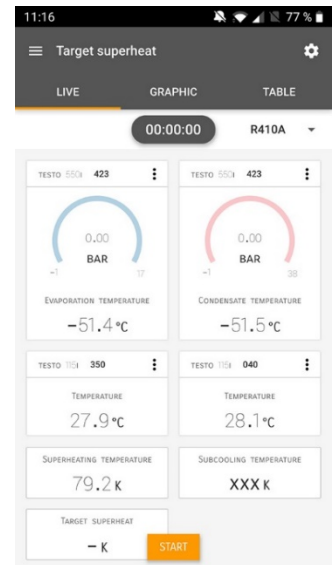 11:16 77 %
Target superheat
LIVE GRAPHIC TABLE
00:00:00 R410A
TESTO 550i 423 TESTO 550i 423
0.00 0.00
BAR BAR
-1 17 -1 38
EVAPORATION TEMPERATURE CONDENSATE TEMPERATURE
-51.4 °C -51.5 °C
TESTO 115i 350 TESTO 115i 040
TEMPERATURE TEMPERATURE
27.9 °C 28.1 °C
SUPERHEATING TEMPERATURE SUBCOOLING TEMPERATURE
79.2 K XXX K
TARGET SUPERHEAT
– K START